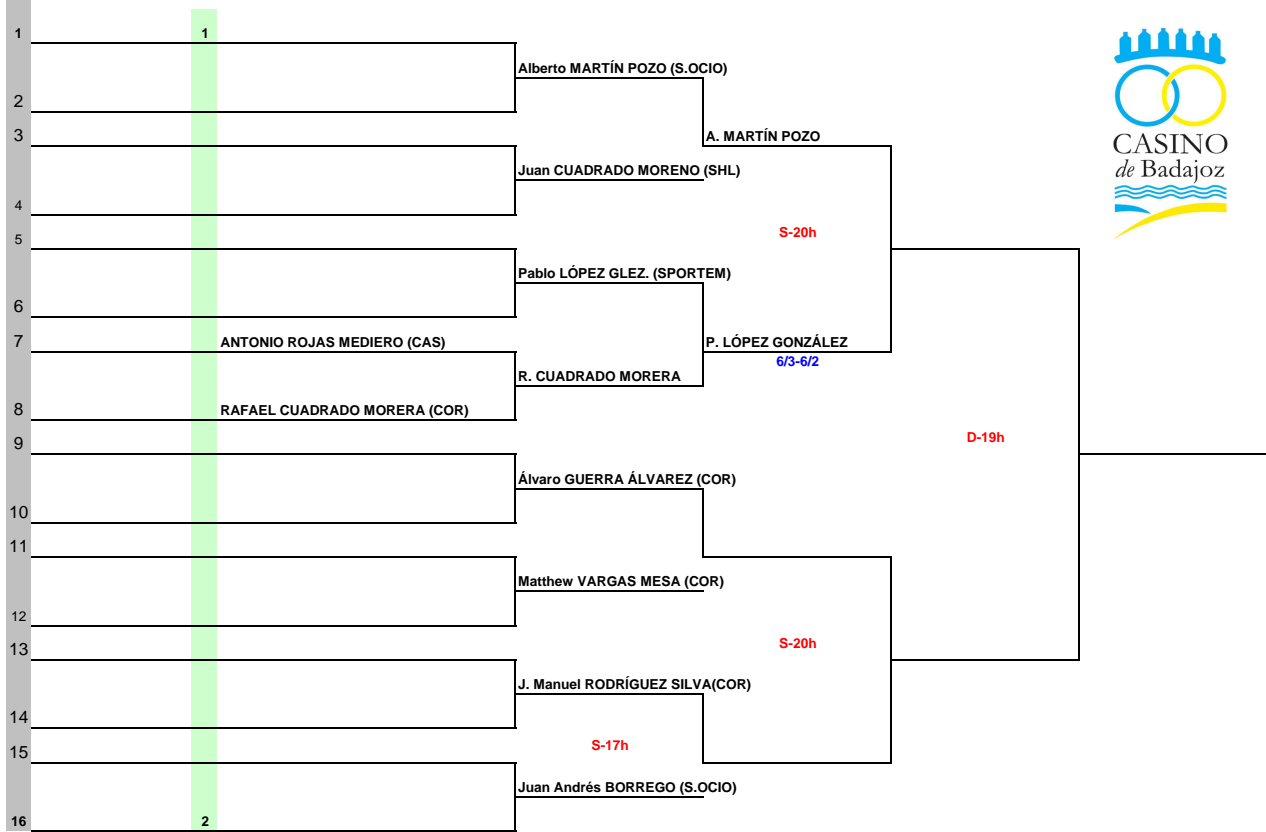 1 1
Alberto MARTÍN POZO (S.OCIO)
2
3 A. MARTÍN POZO
Juan CUADRADO MORENO (SHL)
4
5 S-20h
Pablo LÓPEZ GLEZ. (SPORTEM)
6
7 ANTONIO ROJAS MEDIERO (CAS) P. LÓPEZ GONZÁLEZ
6/3-6/2
R. CUADRADO MORERA
8 RAFAEL CUADRADO MORERA (COR)
9 D-19h
Álvaro GUERRA ÁLVAREZ (COR)
10
11
Matthew VARGAS MESA (COR)
12
13 S-20h
J. Manuel RODRÍGUEZ SILVA(COR)
14
15 S-17h
Juan Andrés BORREGO (S.OCIO)
16 2
CASINO
de Badajoz